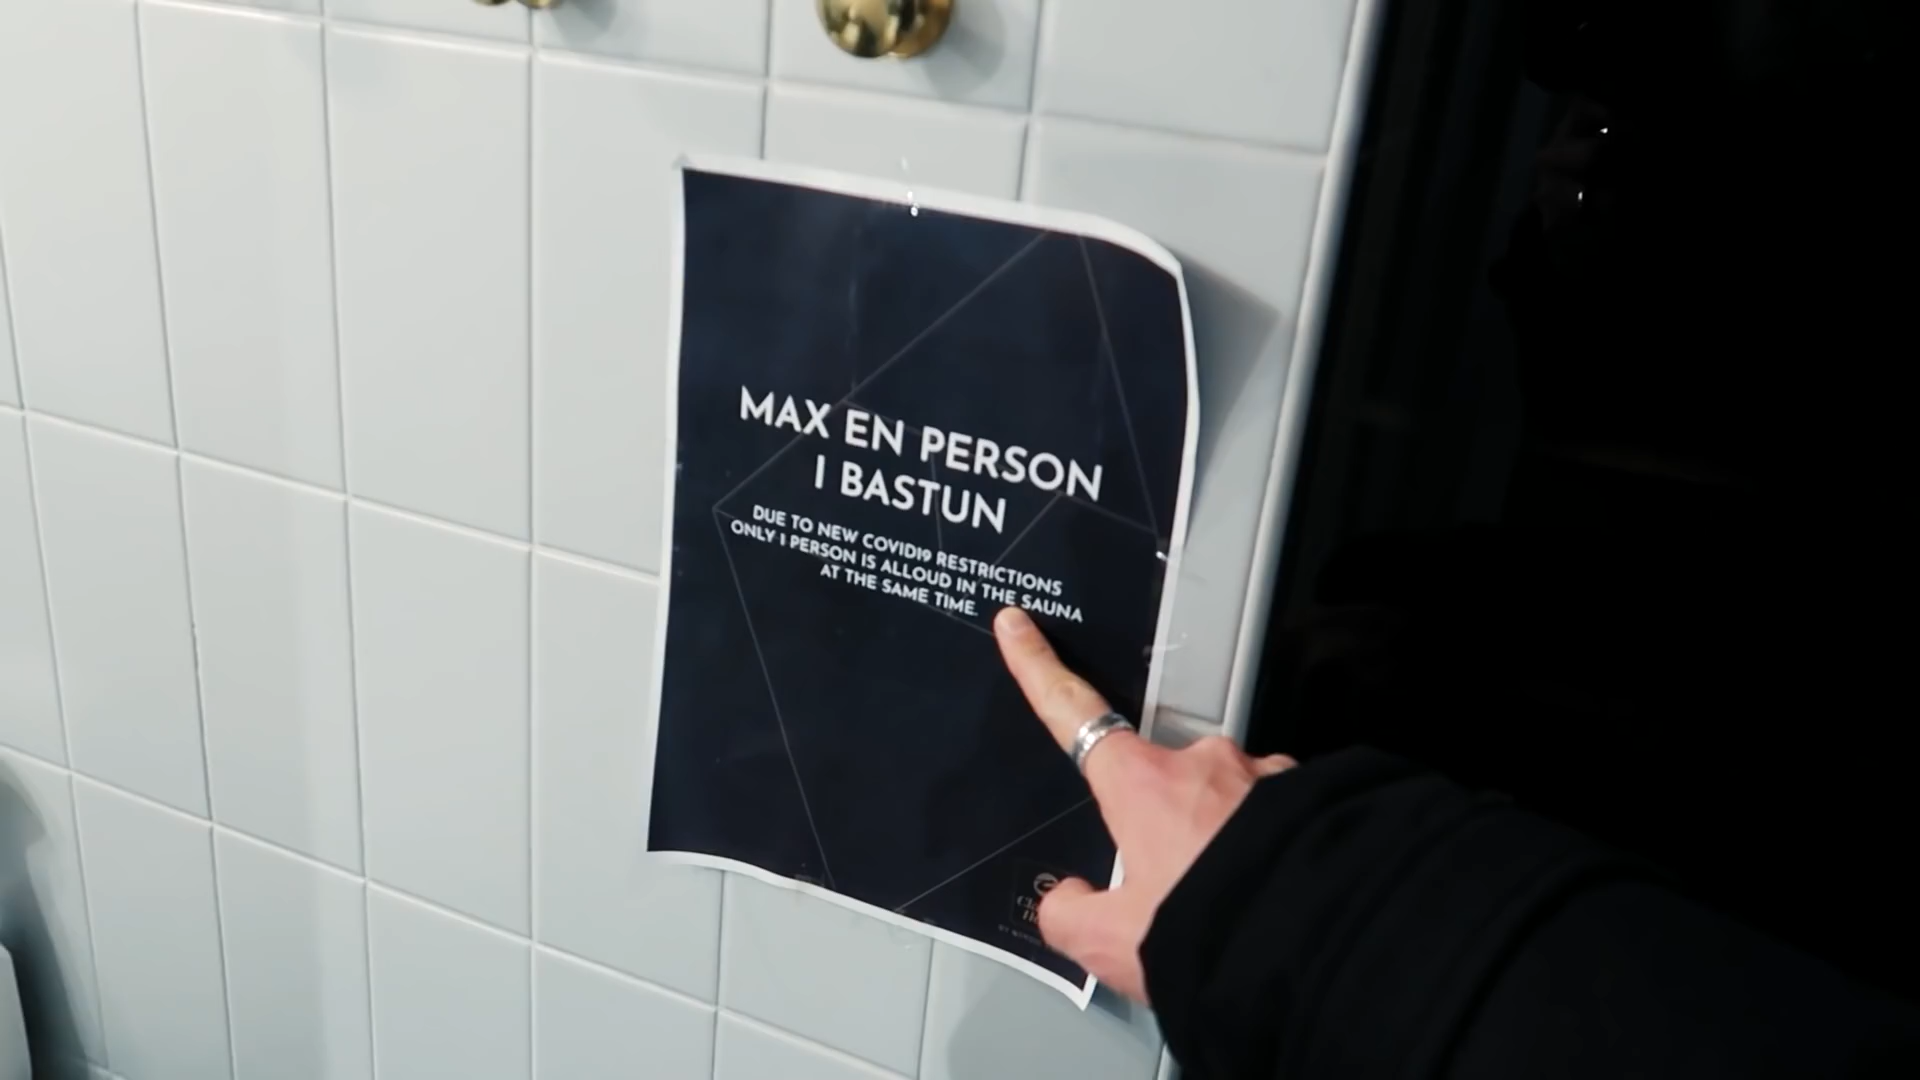 MAX EN PERSON
I BASTUN
DUE TO NEW COVID19 RESTRICTIONS
ONLY 1 PERSON IS ALLOUD IN THE SAUNA
AT THE SAME TIME.